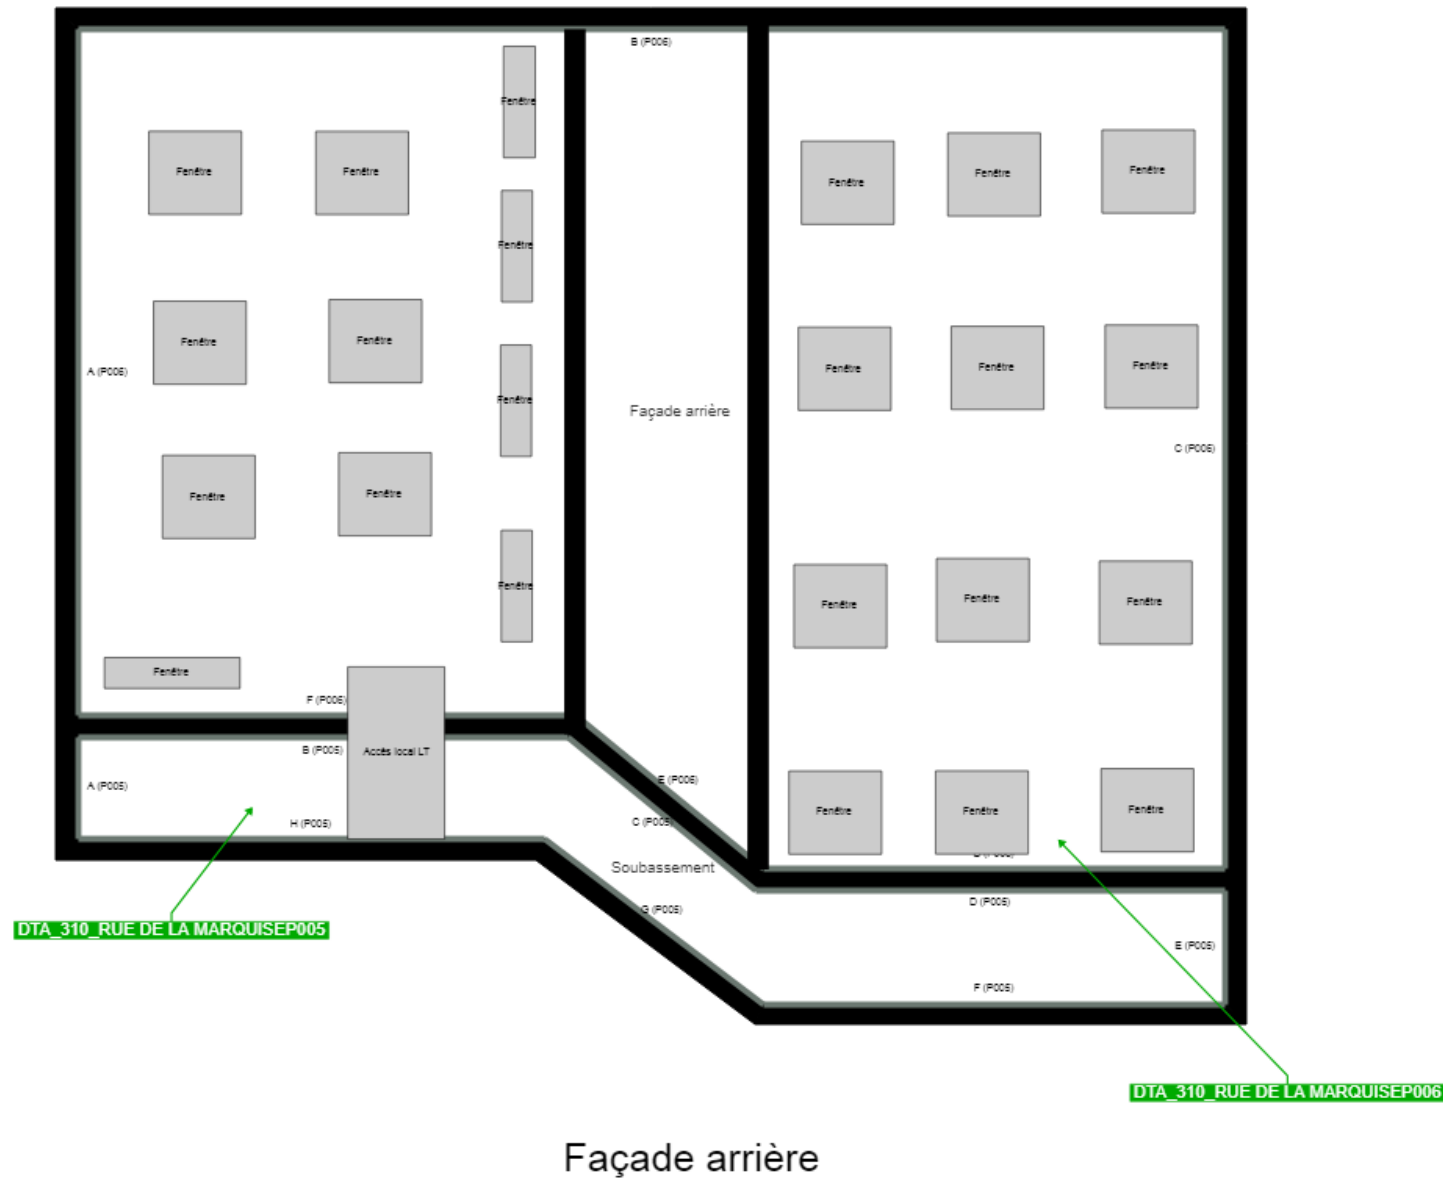 B (P006)
Fenêtre
Fenêtre Fenêtre Fenêtre Fenêtre Fenêtre
Fenêtre
Fenêtre
Fenêtre Fenêtre Fenêtre Fenêtre Fenêtre
A (P006)
Fenêtre
Façade arrière
C (P006)
Fenêtre Fenêtre
Fenêtre
Fenêtre Fenêtre Fenêtre
Fenêtre
F (P006)
B (P005)
Accès local LT
E (P006)
A (P005)
H (P005)
C (P005)
Fenêtre Fenêtre Fenêtre
Soubassement
G (P005)
D (P005)
DTA_310_RUE DE LA MARQUISEP005
E (P005)
F (P005)
DTA_310_RUE DE LA MARQUISEP006
Façade arrière